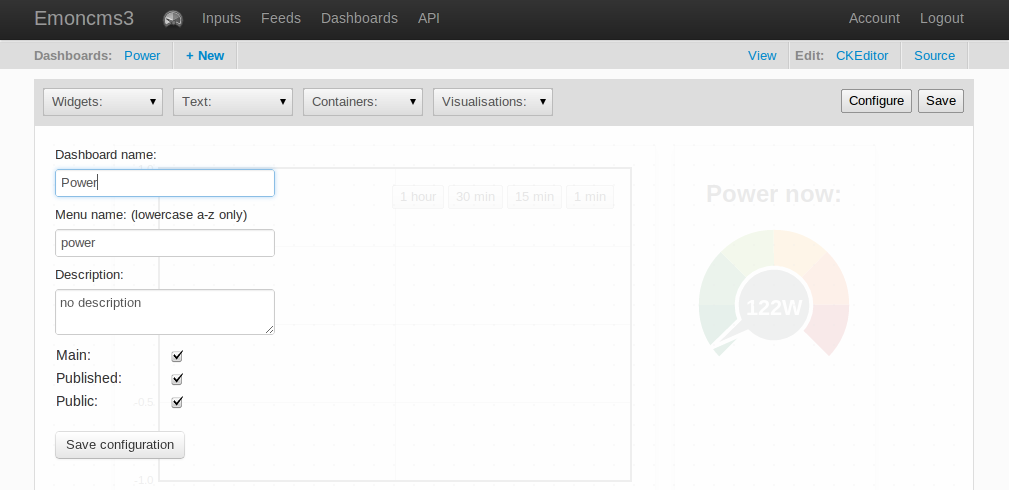 Emoncms3 Inputs Feeds Dashboards API Account Logout
Dashboards: Power + New View Edit: CKEditor Source
Widgets: Text: Containers: Visualisations: Configure Save
Dashboard name:
Power
1 hour 30 min 15 min 1 min
Power now:
Menu name: (lowercase a-z only)
power
Description:
no description
122W
Main:
Published:
Public:
-0.5
Save configuration
-1.0